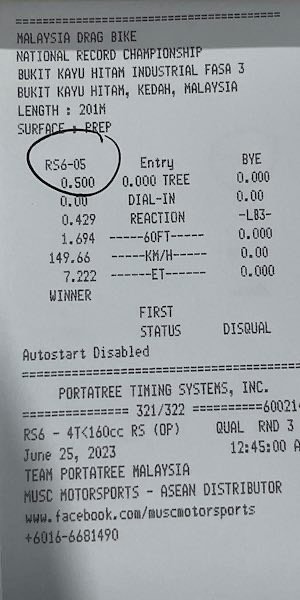 MALAYSIA DRAG BIKE
NATIONAL RECORD CHAMPIONSHIP
BUKIT KAYU HITAM INDUSTRIAL FASA 3
BUKIT KAYU HITAM, KEDAH, MALAYSIA
LENGTH : 201M
SURFACE : PREP
RS6-05 Entry BYE
0.500 0.000 TREE 0.000
0.00 DIAL-IN 0.00
0.429 REACTION -LB3-
1.694 -----60FT----- 0.000
149.66 -----KM/H----- 0.00
7.222 ------ET------ 0.000
WINNER
FIRST
STATUS DISQUAL
Autostart Disabled
PORTATREE TIMING SYSTEMS, INC.
================ 321/322 ==========60021
RS6 - 4T<160cc RS (OP) QUAL RND 3
June 25, 2023 12:45:00 A
TEAM PORTATREE MALAYSIA
MUSC MOTORSPORTS - ASEAN DISTRIBUTOR
www.facebook.com/muscmotorsports
+6016-6681490